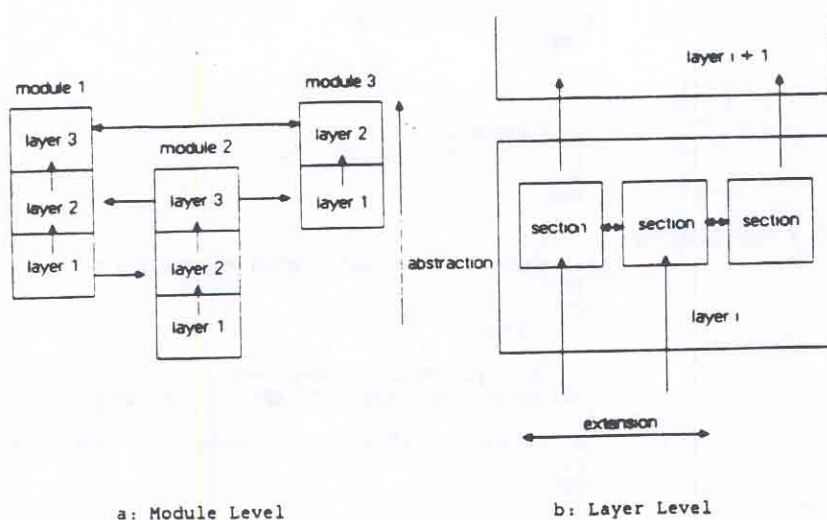 module 1
layer 3
layer 2
layer 1
module 2
layer 3
layer 2
layer 1
module 3
layer 2
layer 1
abstraction
a: Module Level
layer i + 1
section
section
section
layer i
extension
b: Layer Level